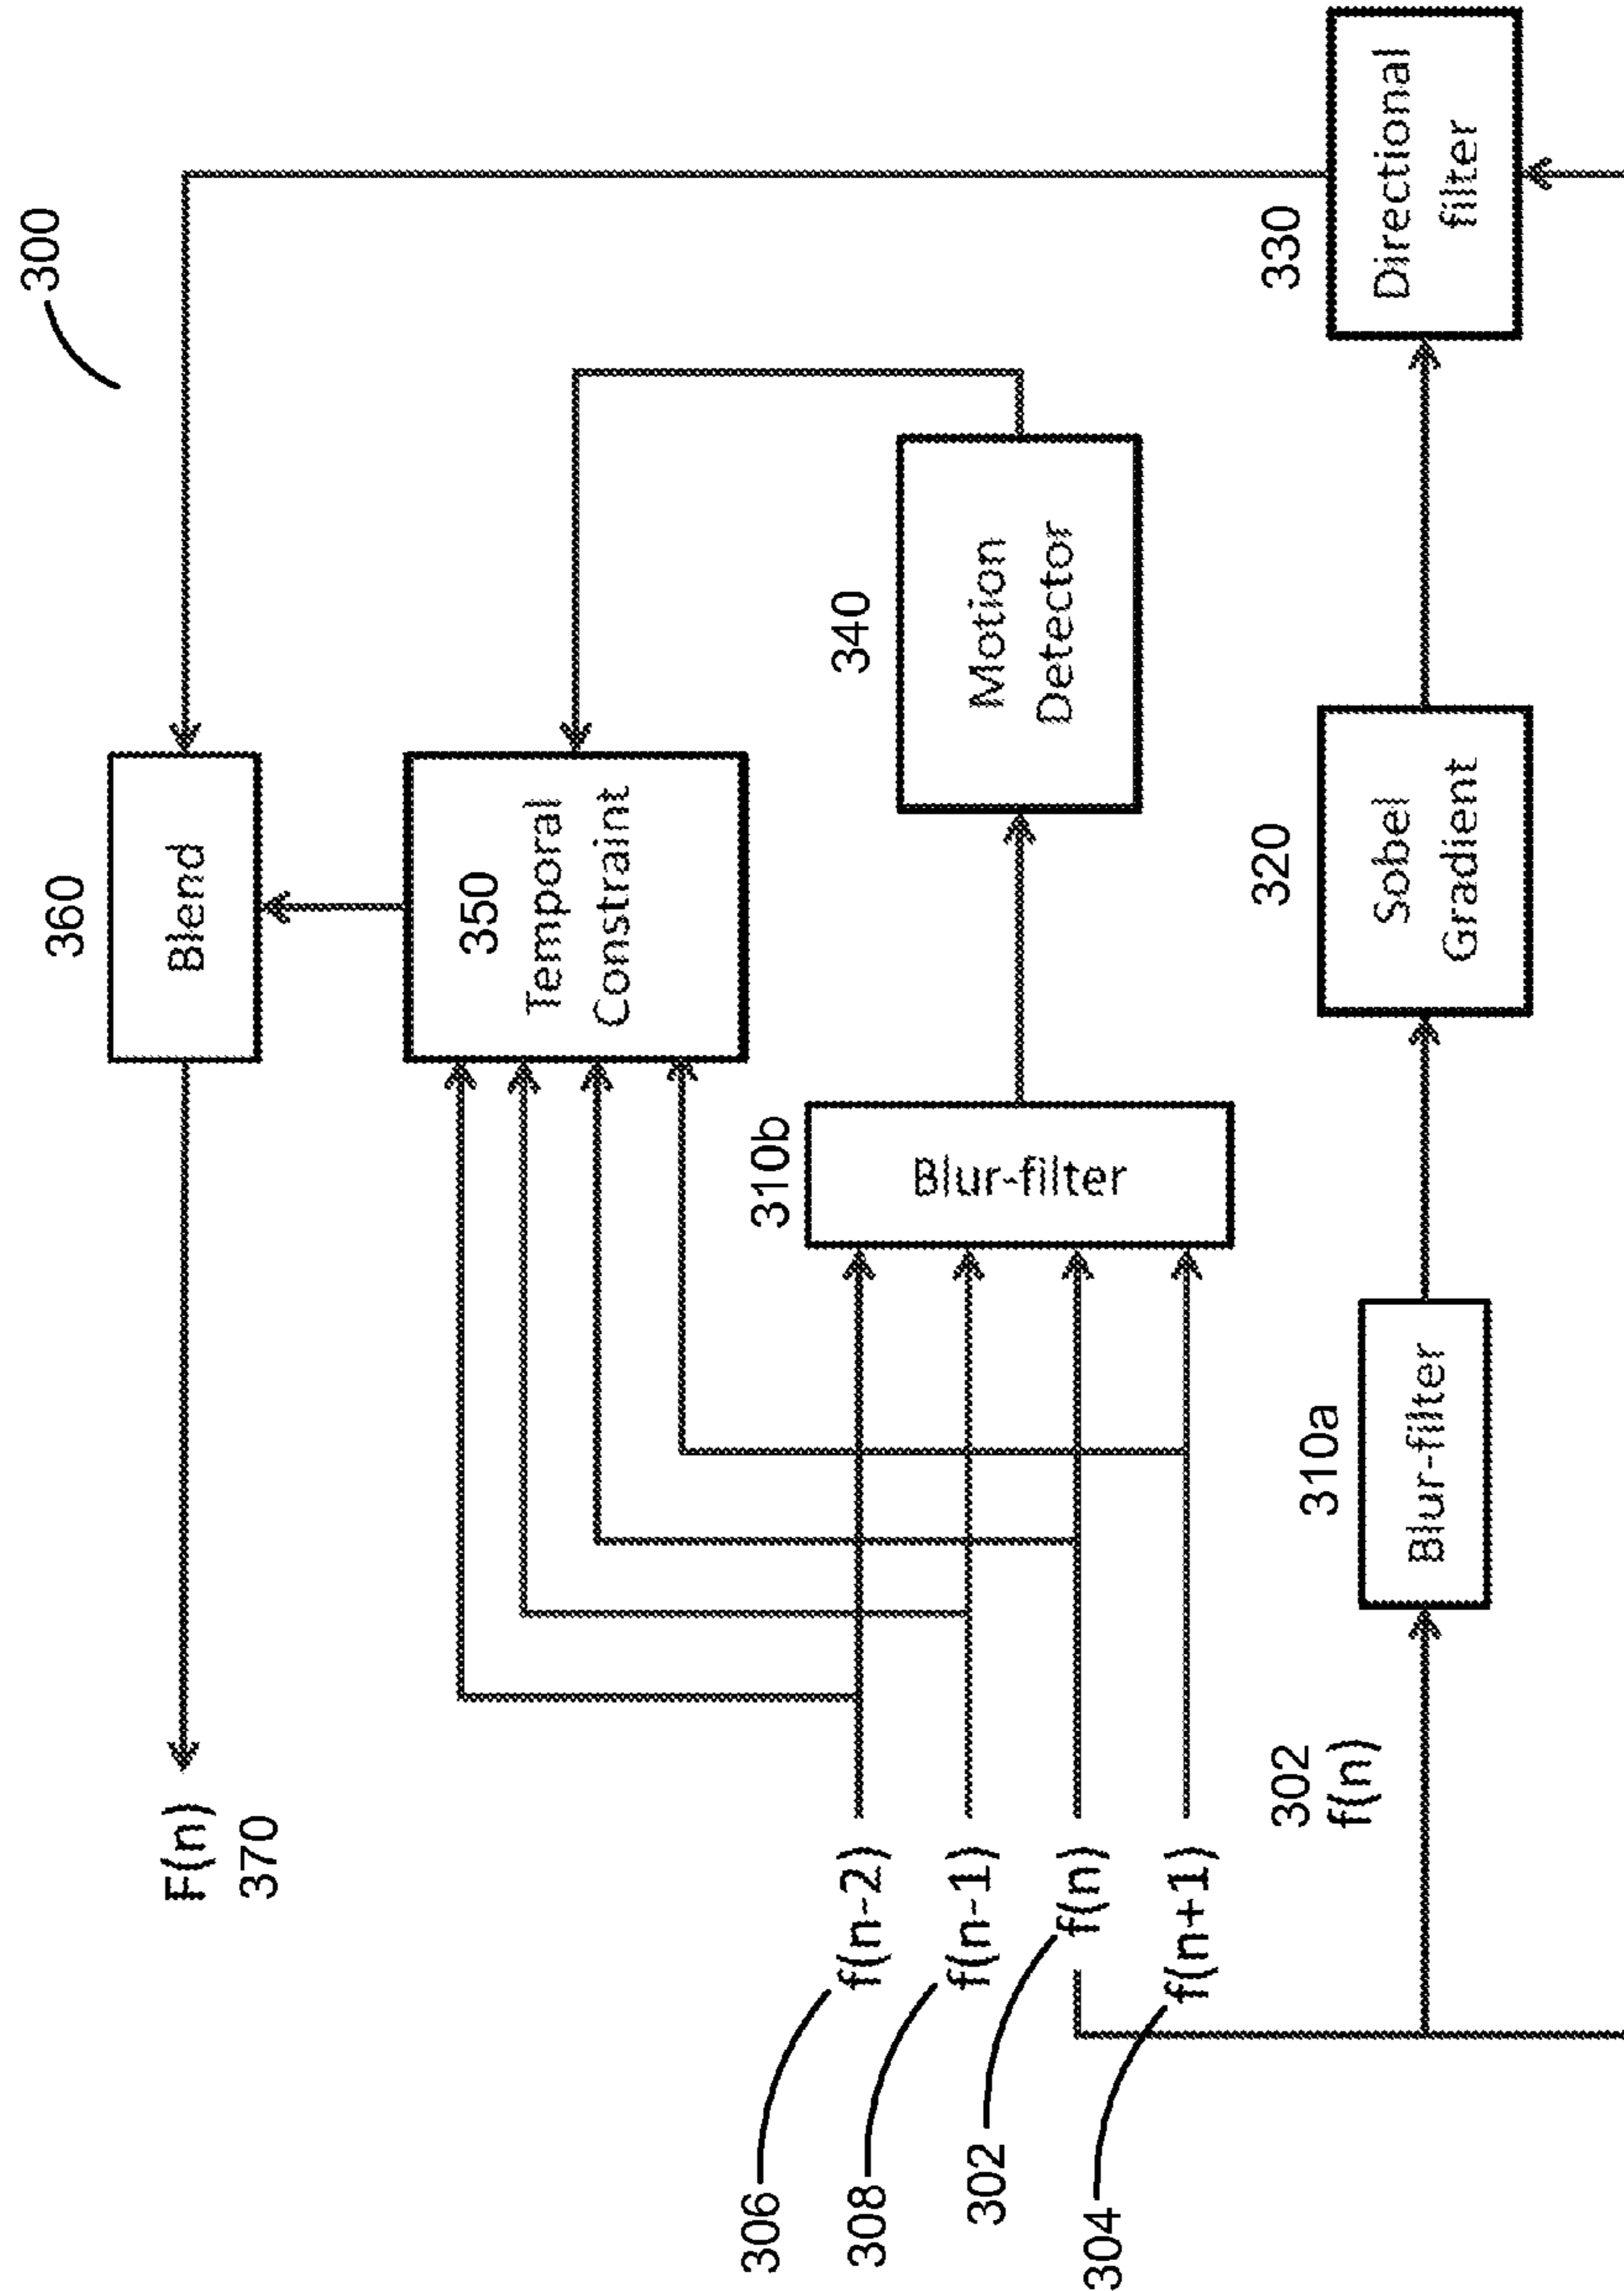 300
360
Blend
F(n)
370
350
Temporal
Constraint
340
Motion
Detector
310b
Blur-filter
306
f(n-2)
308
f(n-1)
302
f(n)
304
f(n+1)
302
f(n)
310a
Blur-filter
320
Sobel
Gradient
330
Directional
filter